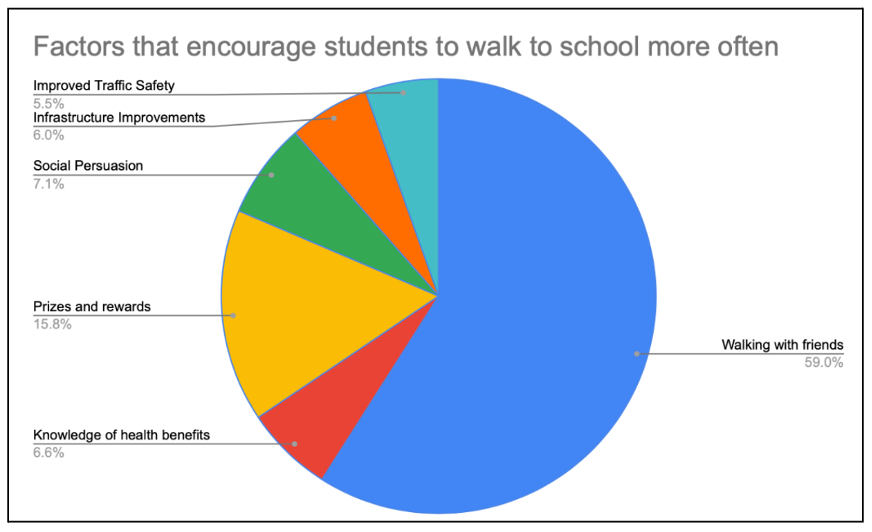 Factors that encourage students to walk to school more often
Improved Traffic Safety
5.5%
Infrastructure Improvements
6.0%
Social Persuasion
7.1%
Prizes and rewards
15.8%
Walking with friends
59.0%
Knowledge of health benefits
6.6%